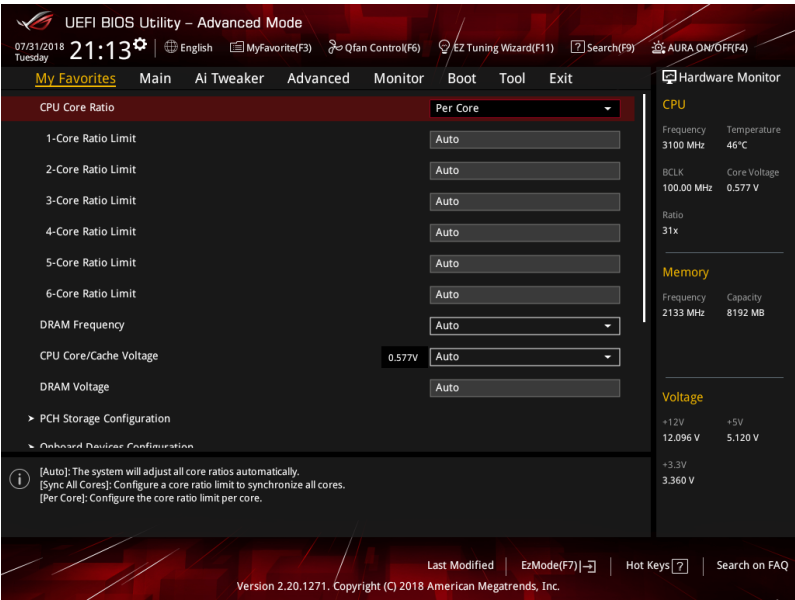 UEFI BIOS Utility – Advanced Mode
07/31/2018 Tuesday 21:13 English MyFavorite(F3) Qfan Control(F6) EZ Tuning Wizard(F11) ? Search(F9) AURA ON/OFF(F4)
My Favorites Main Ai Tweaker Advanced Monitor Boot Tool Exit
CPU Core Ratio Per Core
1-Core Ratio Limit Auto
2-Core Ratio Limit Auto
3-Core Ratio Limit Auto
4-Core Ratio Limit Auto
5-Core Ratio Limit Auto
6-Core Ratio Limit Auto
DRAM Frequency Auto
CPU Core/Cache Voltage 0.577V Auto
DRAM Voltage Auto
> PCH Storage Configuration
> Onboard Devices Configuration
[Auto]: The system will adjust all core ratios automatically.
[Sync All Cores]: Configure a core ratio limit to synchronize all cores.
[Per Core]: Configure the core ratio limit per core.
Hardware Monitor
CPU
Frequency Temperature
3100 MHz 46°C
BCLK Core Voltage
100.00 MHz 0.577 V
Ratio
31x
Memory
Frequency Capacity
2133 MHz 8192 MB
Voltage
+12V +5V
12.096 V 5.120 V
+3.3V
3.360 V
Last Modified EzMode(F7) Hot Keys ? Search on FAQ
Version 2.20.1271. Copyright (C) 2018 American Megatrends, Inc.